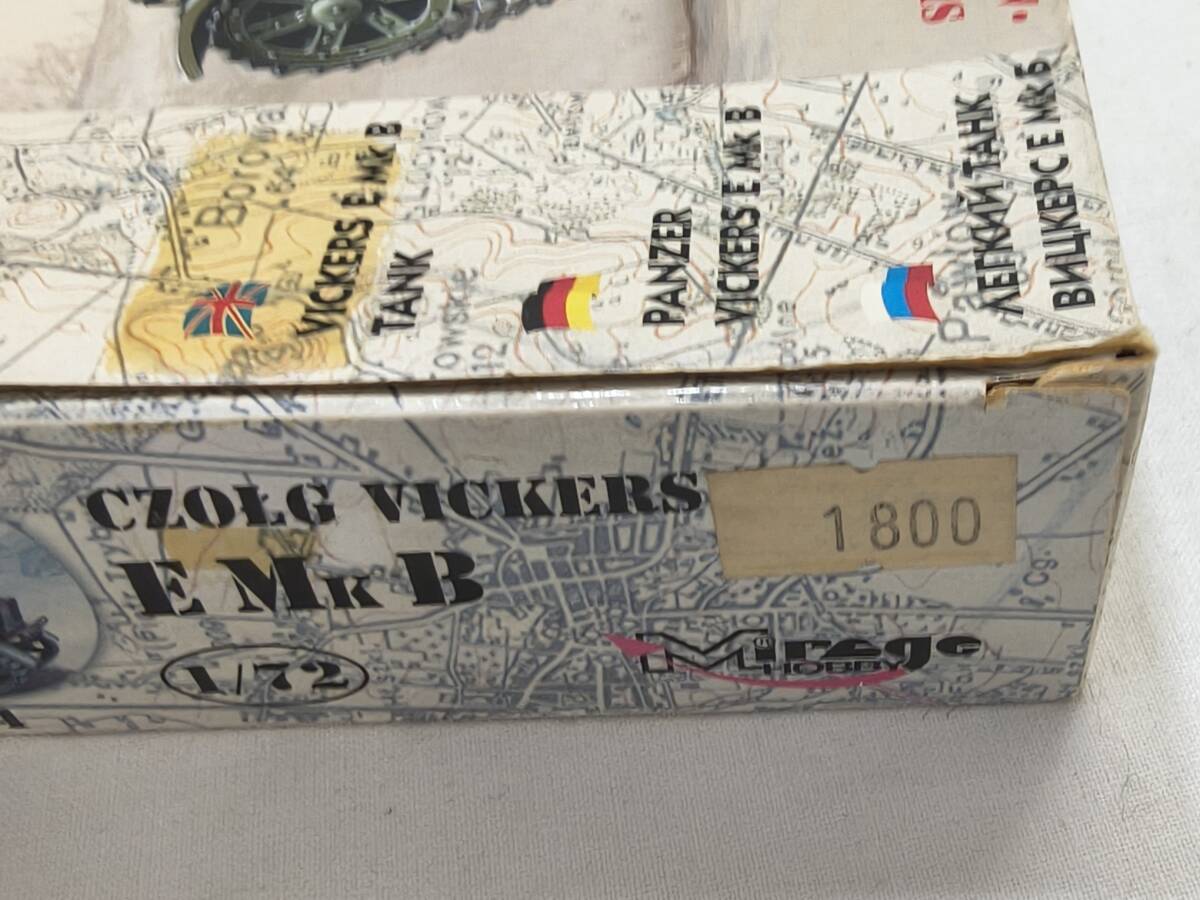 VICKERS E Mk B
TANK
PANZER
VICKERS E Mk B
ЛЕГКИЙ ТАНК
ВИЦКЕРС Е Мк Б
CZOŁG VICKERS
E Mk B
1800
1/72
Mirage
HOBBY